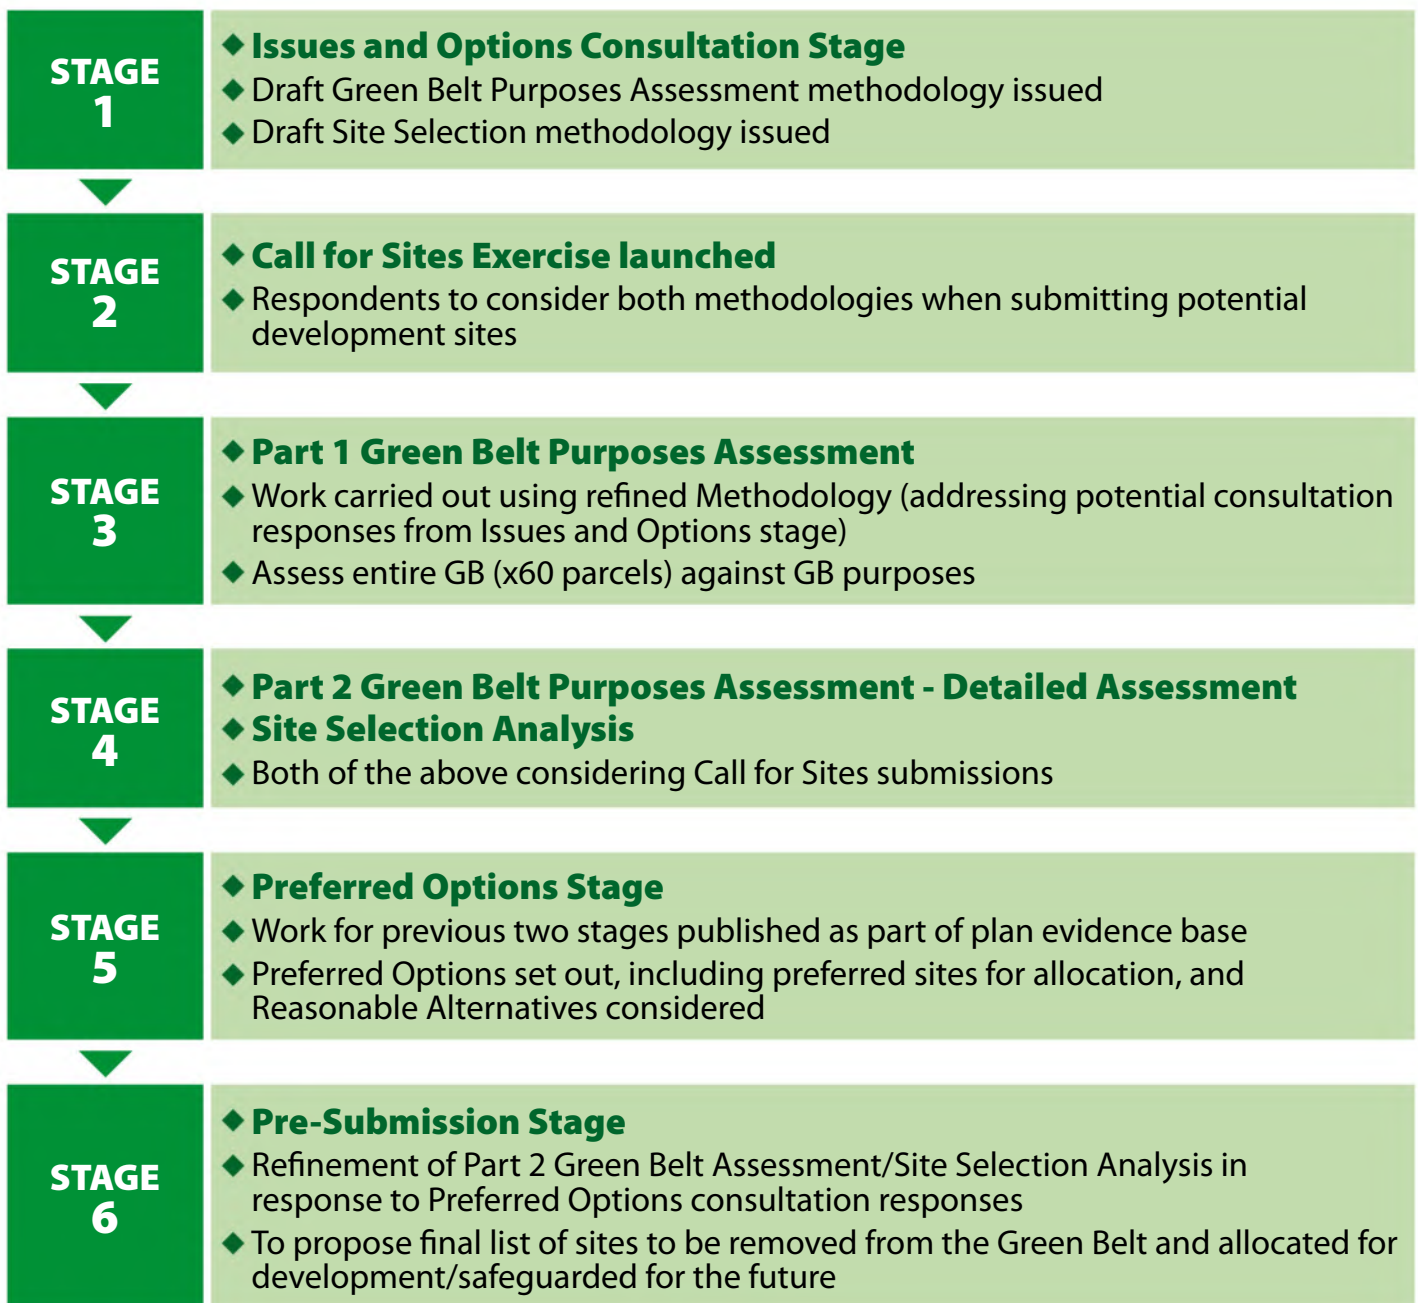 STAGE
1
◆ Issues and Options Consultation Stage
◆ Draft Green Belt Purposes Assessment methodology issued
◆ Draft Site Selection methodology issued
STAGE
2
◆ Call for Sites Exercise launched
◆ Respondents to consider both methodologies when submitting potential
development sites
STAGE
3
◆ Part 1 Green Belt Purposes Assessment
◆ Work carried out using refined Methodology (addressing potential consultation
responses from Issues and Options stage)
◆ Assess entire GB (x60 parcels) against GB purposes
STAGE
4
◆ Part 2 Green Belt Purposes Assessment - Detailed Assessment
◆ Site Selection Analysis
◆ Both of the above considering Call for Sites submissions
STAGE
5
◆ Preferred Options Stage
◆ Work for previous two stages published as part of plan evidence base
◆ Preferred Options set out, including preferred sites for allocation, and
Reasonable Alternatives considered
STAGE
6
◆ Pre-Submission Stage
◆ Refinement of Part 2 Green Belt Assessment/Site Selection Analysis in
response to Preferred Options consultation responses
◆ To propose final list of sites to be removed from the Green Belt and allocated for
development/safeguarded for the future